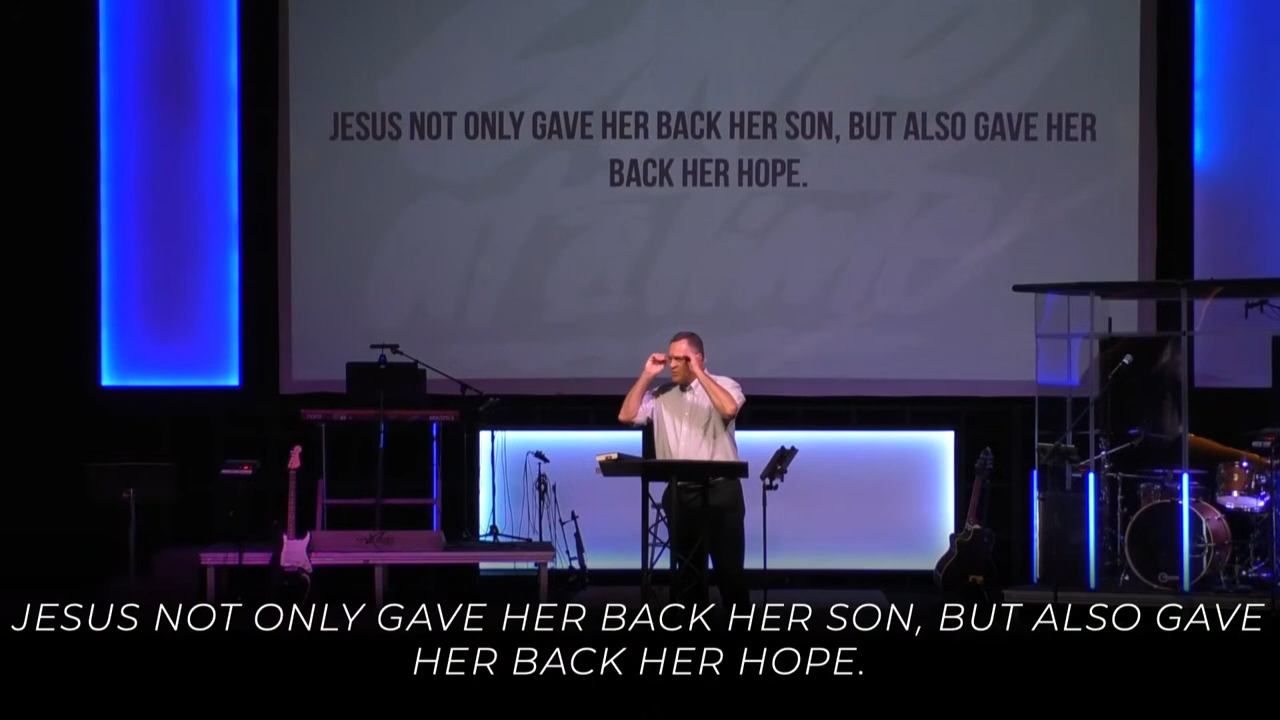 JESUS NOT ONLY GAVE HER BACK HER SON, BUT ALSO GAVE HER
BACK HER HOPE.
JESUS NOT ONLY GAVE HER BACK HER SON, BUT ALSO GAVE
HER BACK HER HOPE.